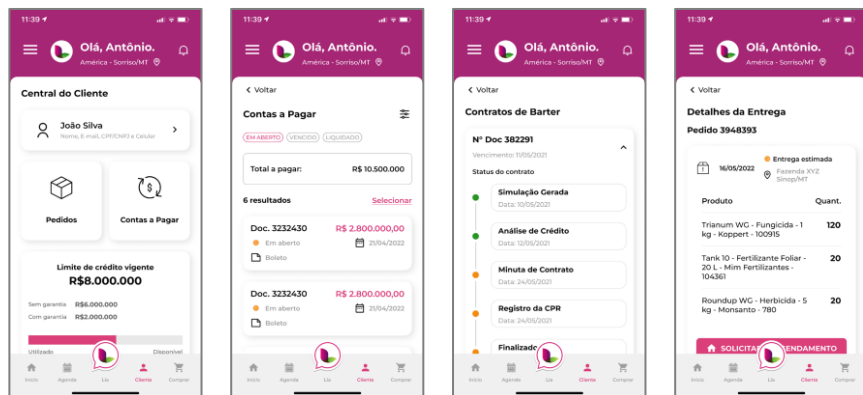 11:39
Olá, Antônio.
América - Sorriso/MT
Central do Cliente
João Silva
Nome, E-mail, CPF/CNPJ e Celular
Pedidos
Contas a Pagar
Limite de crédito vigente
R$8.000.000
Sem garantia R$6.000.000
Com garantia R$2.000.000
Utilizado Disponível
Início Agenda Lia Cliente Comprar
11:39
Olá, Antônio.
América - Sorriso/MT
Voltar
Contas a Pagar
EM ABERTO VENCIDO LIQUIDADO
Total a pagar: R$ 10.500.000
6 resultados Selecionar
Doc. 3232430 R$ 2.800.000,00
Em aberto 21/04/2022
Boleto
Doc. 3232430 R$ 2.800.000,00
Em aberto 21/04/2022
Boleto
Início Agenda Lia Cliente Comprar
11:39
Olá, Antônio.
América - Sorriso/MT
Voltar
Contratos de Barter
N° Doc 382291
Vencimento: 11/05/2021
Status do contrato
Simulação Gerada
Data: 10/05/2021
Análise de Crédito
Data: 12/05/2021
Minuta de Contrato
Data: 24/05/2021
Registro da CPR
Data: 24/05/2021
Finalizado
Início Agenda Lia Cliente Comprar
11:39
Olá, Antônio.
América - Sorriso/MT
Voltar
Detalhes da Entrega
Pedido 3948393
16/05/2022
Entrega estimada
Fazenda XYZ
Sinop/MT
Produto Quant.
Trianum WG - Fungicida - 1 120
kg - Koppert - 100915
Tank 10 - Fertilizante Foliar - 20
20 L - Mim Fertilizantes -
104361
Roundup WG - Herbicida - 5 20
kg - Monsanto - 780
SOLICITA ENDAMENTO
Início Agenda Lia Cliente Comprar